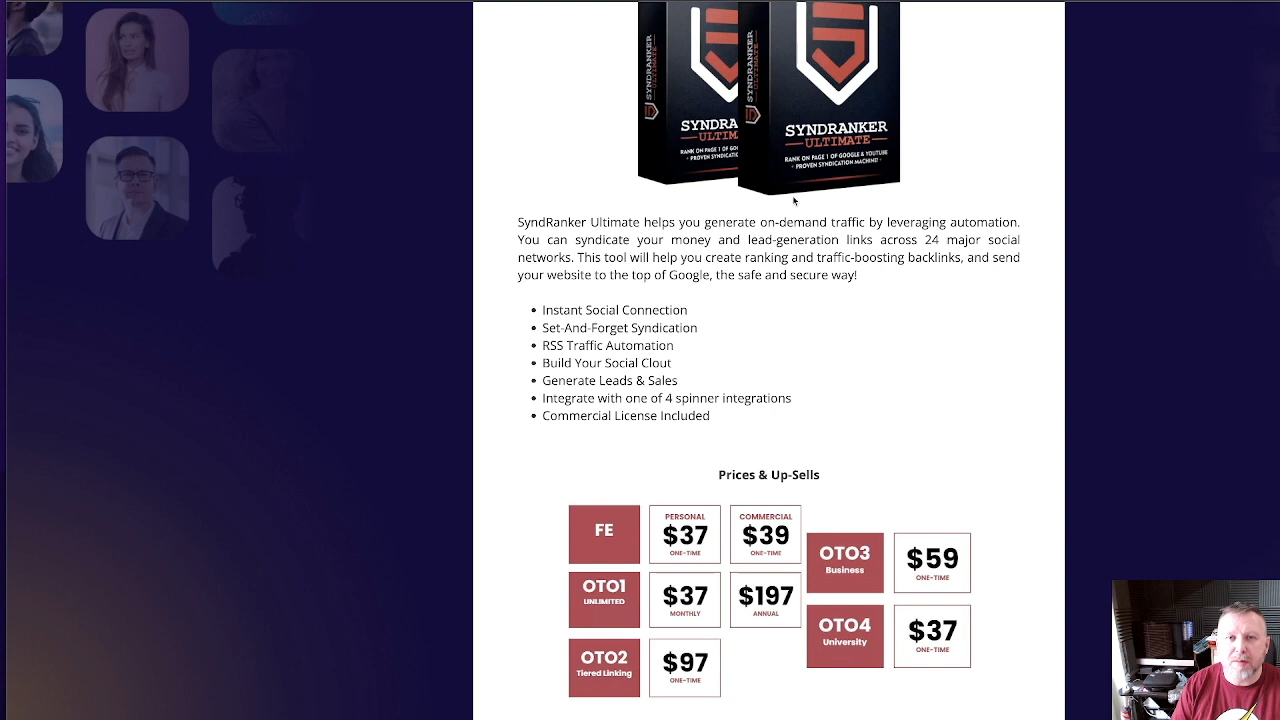 SYNDRANKER
SYNDRANKER
ULTIMATE
RANK ON PAGE 1 OF GOOGLE & YOUTUBE
+ PROVEN SYNDICATION MACHINE!
SYNDRANKER ULTIMATE
SYNDRANKER ULTIMATE
SyndRanker Ultimate helps you generate on-demand traffic by leveraging automation.
You can syndicate your money and lead-generation links across 24 major social
networks. This tool will help you create ranking and traffic-boosting backlinks, and send
your website to the top of Google, the safe and secure way!
• Instant Social Connection
• Set-And-Forget Syndication
• RSS Traffic Automation
• Build Your Social Clout
• Generate Leads & Sales
• Integrate with one of 4 spinner integrations
• Commercial License Included
Prices & Up-Sells
FE
PERSONAL
$37
ONE-TIME
COMMERCIAL
$39
ONE-TIME
OTO1
UNLIMITED
$37
MONTHLY
$197
ANNUAL
OTO2
Tiered Linking
$97
ONE-TIME
OTO3
Business
$59
ONE-TIME
OTO4
University
$37
ONE-TIME